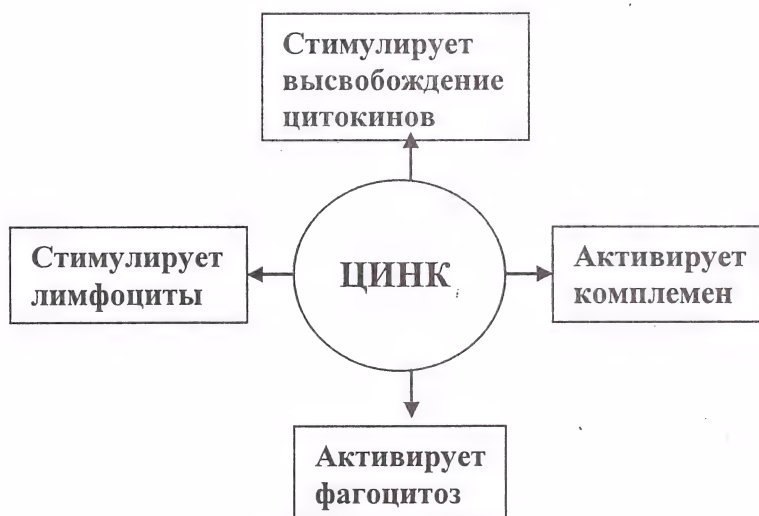 Стимулирует
высвобождение
цитокинов
Стимулирует
лимфоциты
ЦИНК
Активирует
комплемен
Активирует
фагоцитоз